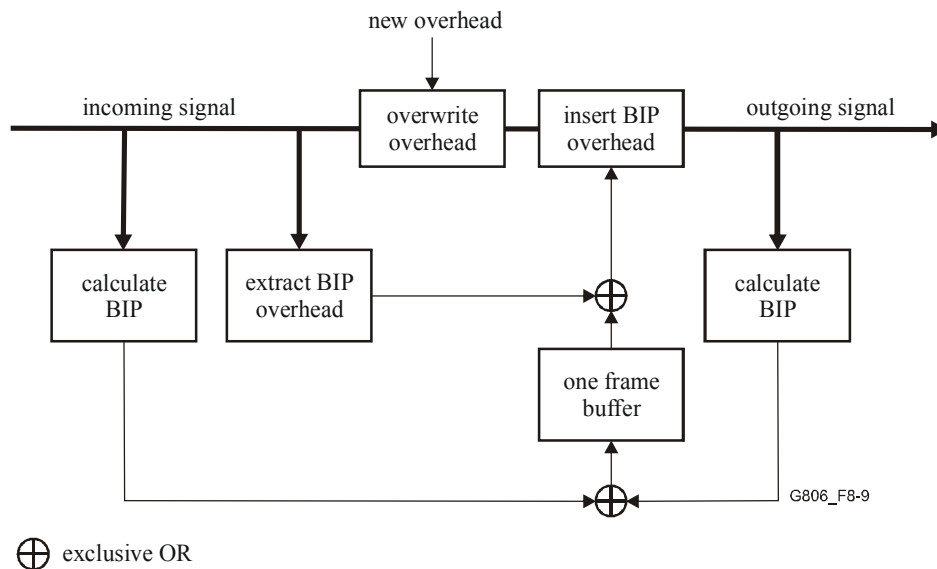 new overhead
incoming signal
overwrite
overhead
insert BIP
overhead
outgoing signal
calculate
BIP
extract BIP
overhead
calculate
BIP
one frame
buffer
G806_F8-9
exclusive OR